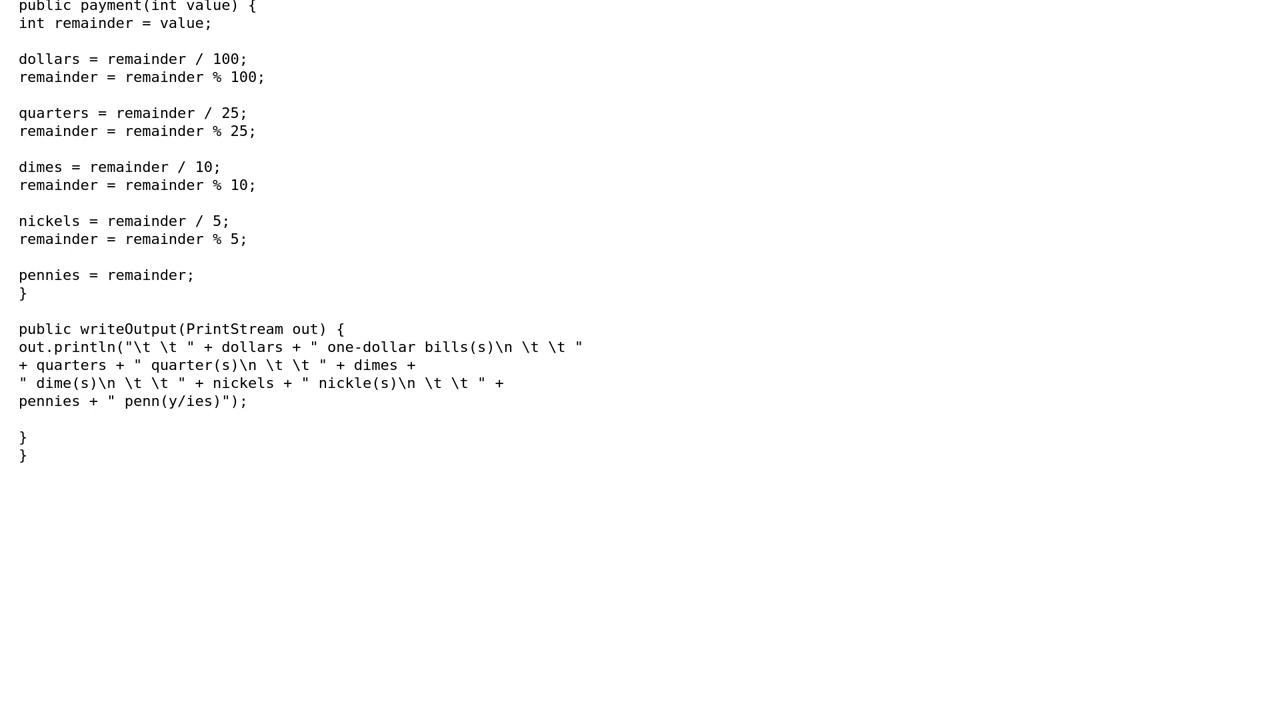 public payment(int value) {
int remainder = value;
dollars = remainder / 100;
remainder = remainder % 100;
quarters = remainder / 25;
remainder = remainder % 25;
dimes = remainder / 10;
remainder = remainder % 10;
nickels = remainder / 5;
remainder = remainder % 5;
pennies = remainder;
}
public writeOutput(PrintStream out) {
out.println("\t \t " + dollars + " one-dollar bills(s)\n \t \t "
+ quarters + " quarter(s)\n \t \t " + dimes +
" dime(s)\n \t \t " + nickels + " nickle(s)\n \t \t " +
pennies + " penn(y/ies)");
}
}